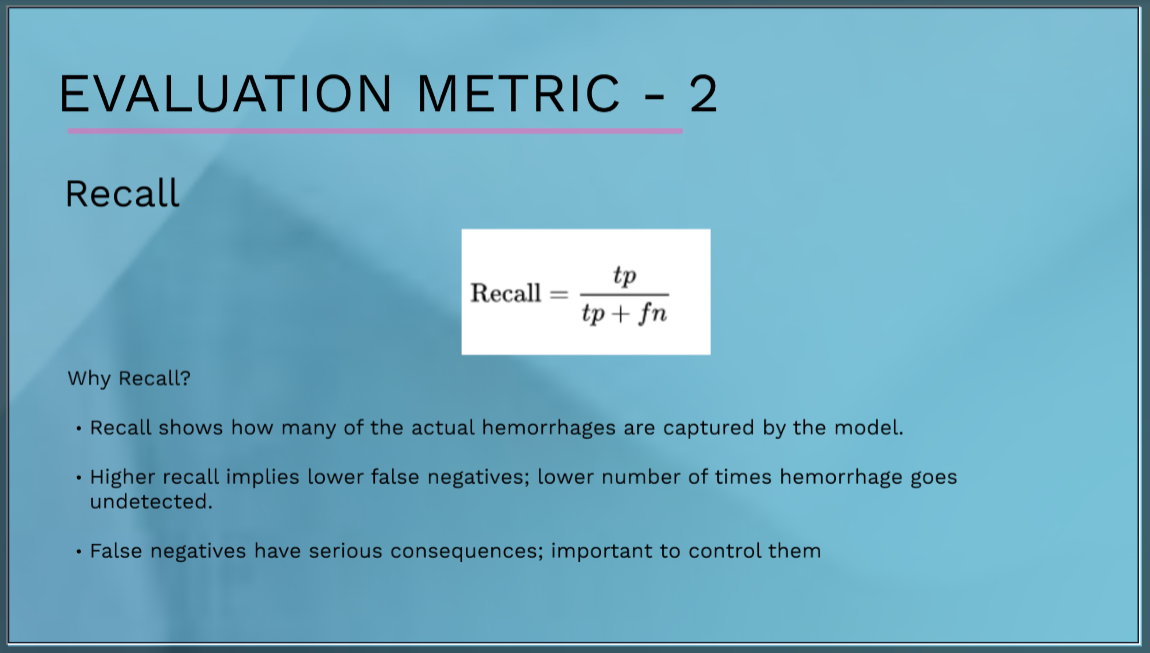 EVALUATION METRIC - 2
Recall
Recall = tp / tp + fn
Why Recall?
• Recall shows how many of the actual hemorrhages are captured by the model.
• Higher recall implies lower false negatives; lower number of times hemorrhage goes
undetected.
• False negatives have serious consequences; important to control them